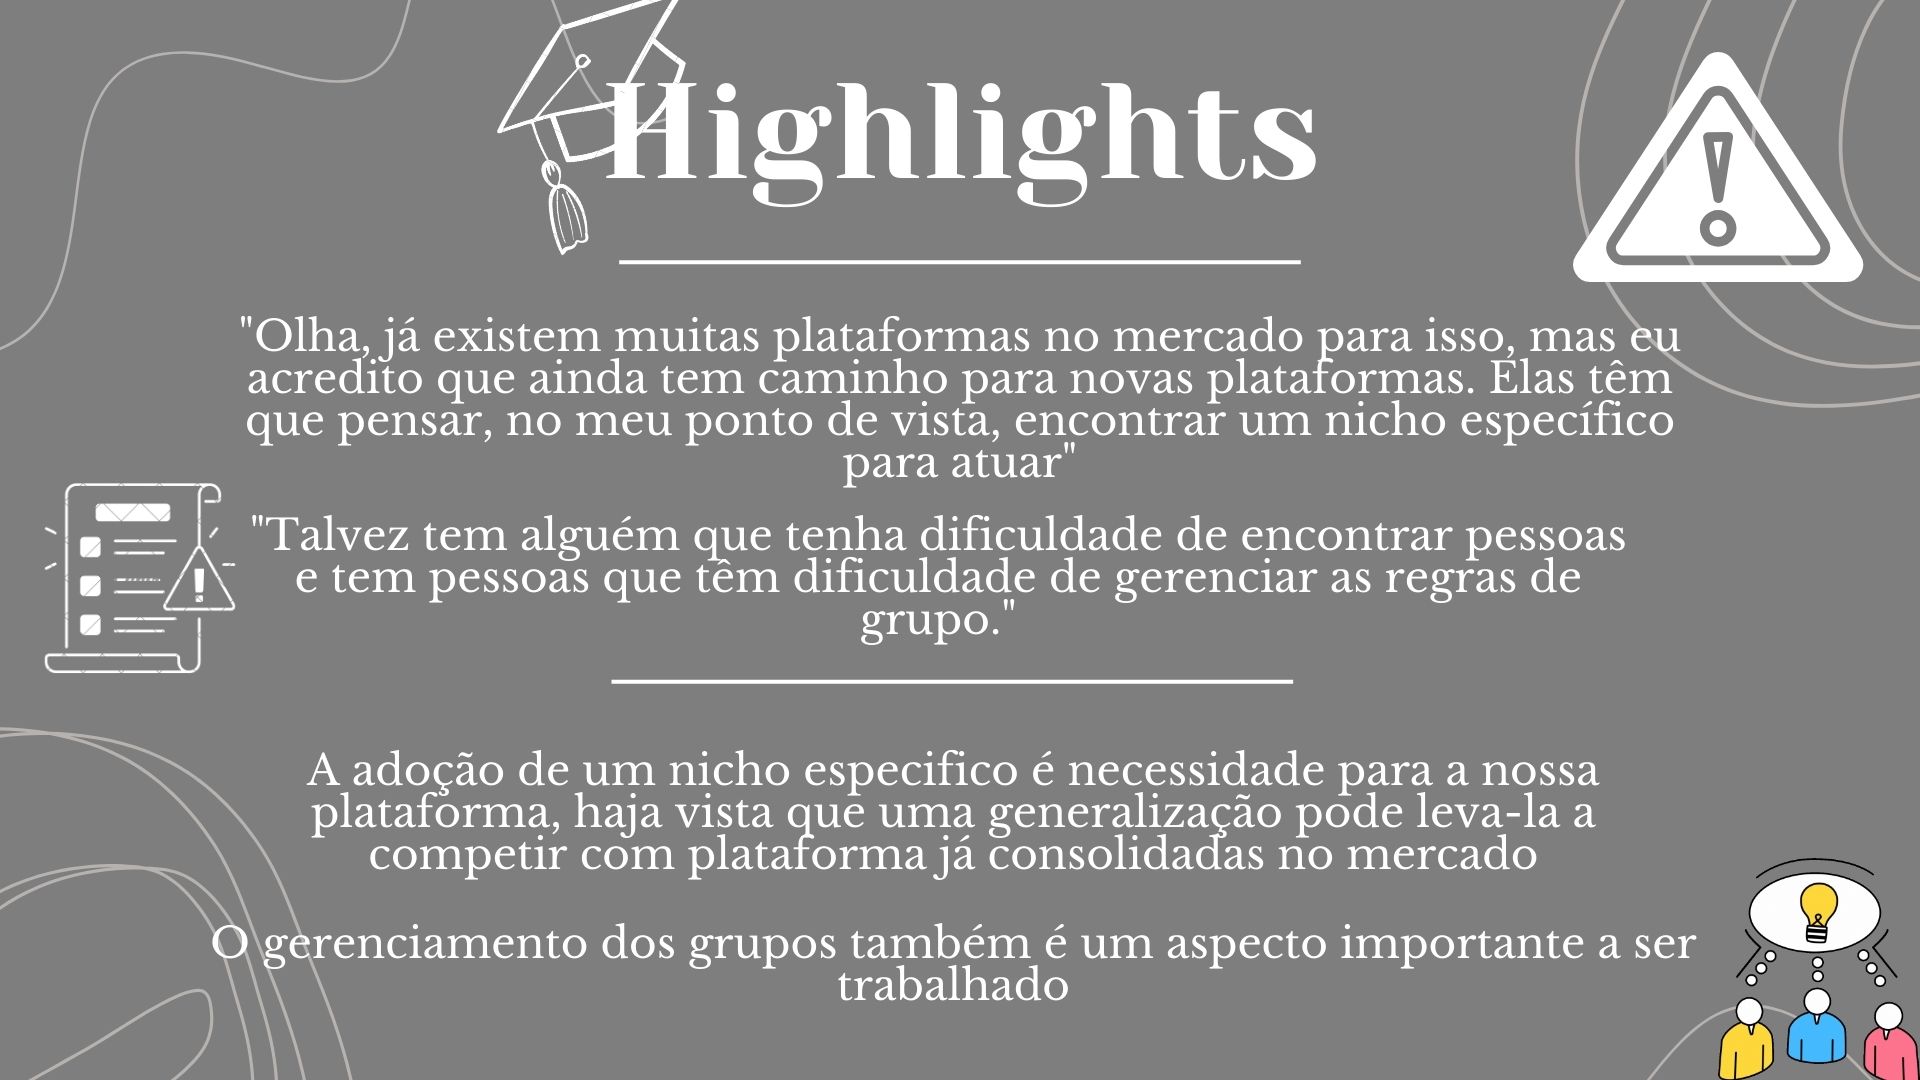 Highlights
"Olha, já existem muitas plataformas no mercado para isso, mas eu
acredito que ainda tem caminho para novas plataformas. Elas têm
que pensar, no meu ponto de vista, encontrar um nicho específico
para atuar"
"Talvez tem alguém que tenha dificuldade de encontrar pessoas
e tem pessoas que têm dificuldade de gerenciar as regras de
grupo."
A adoção de um nicho especifico é necessidade para a nossa
plataforma, haja vista que uma generalização pode leva-la a
competir com plataforma já consolidadas no mercado
O gerenciamento dos grupos também é um aspecto importante a ser
trabalhado